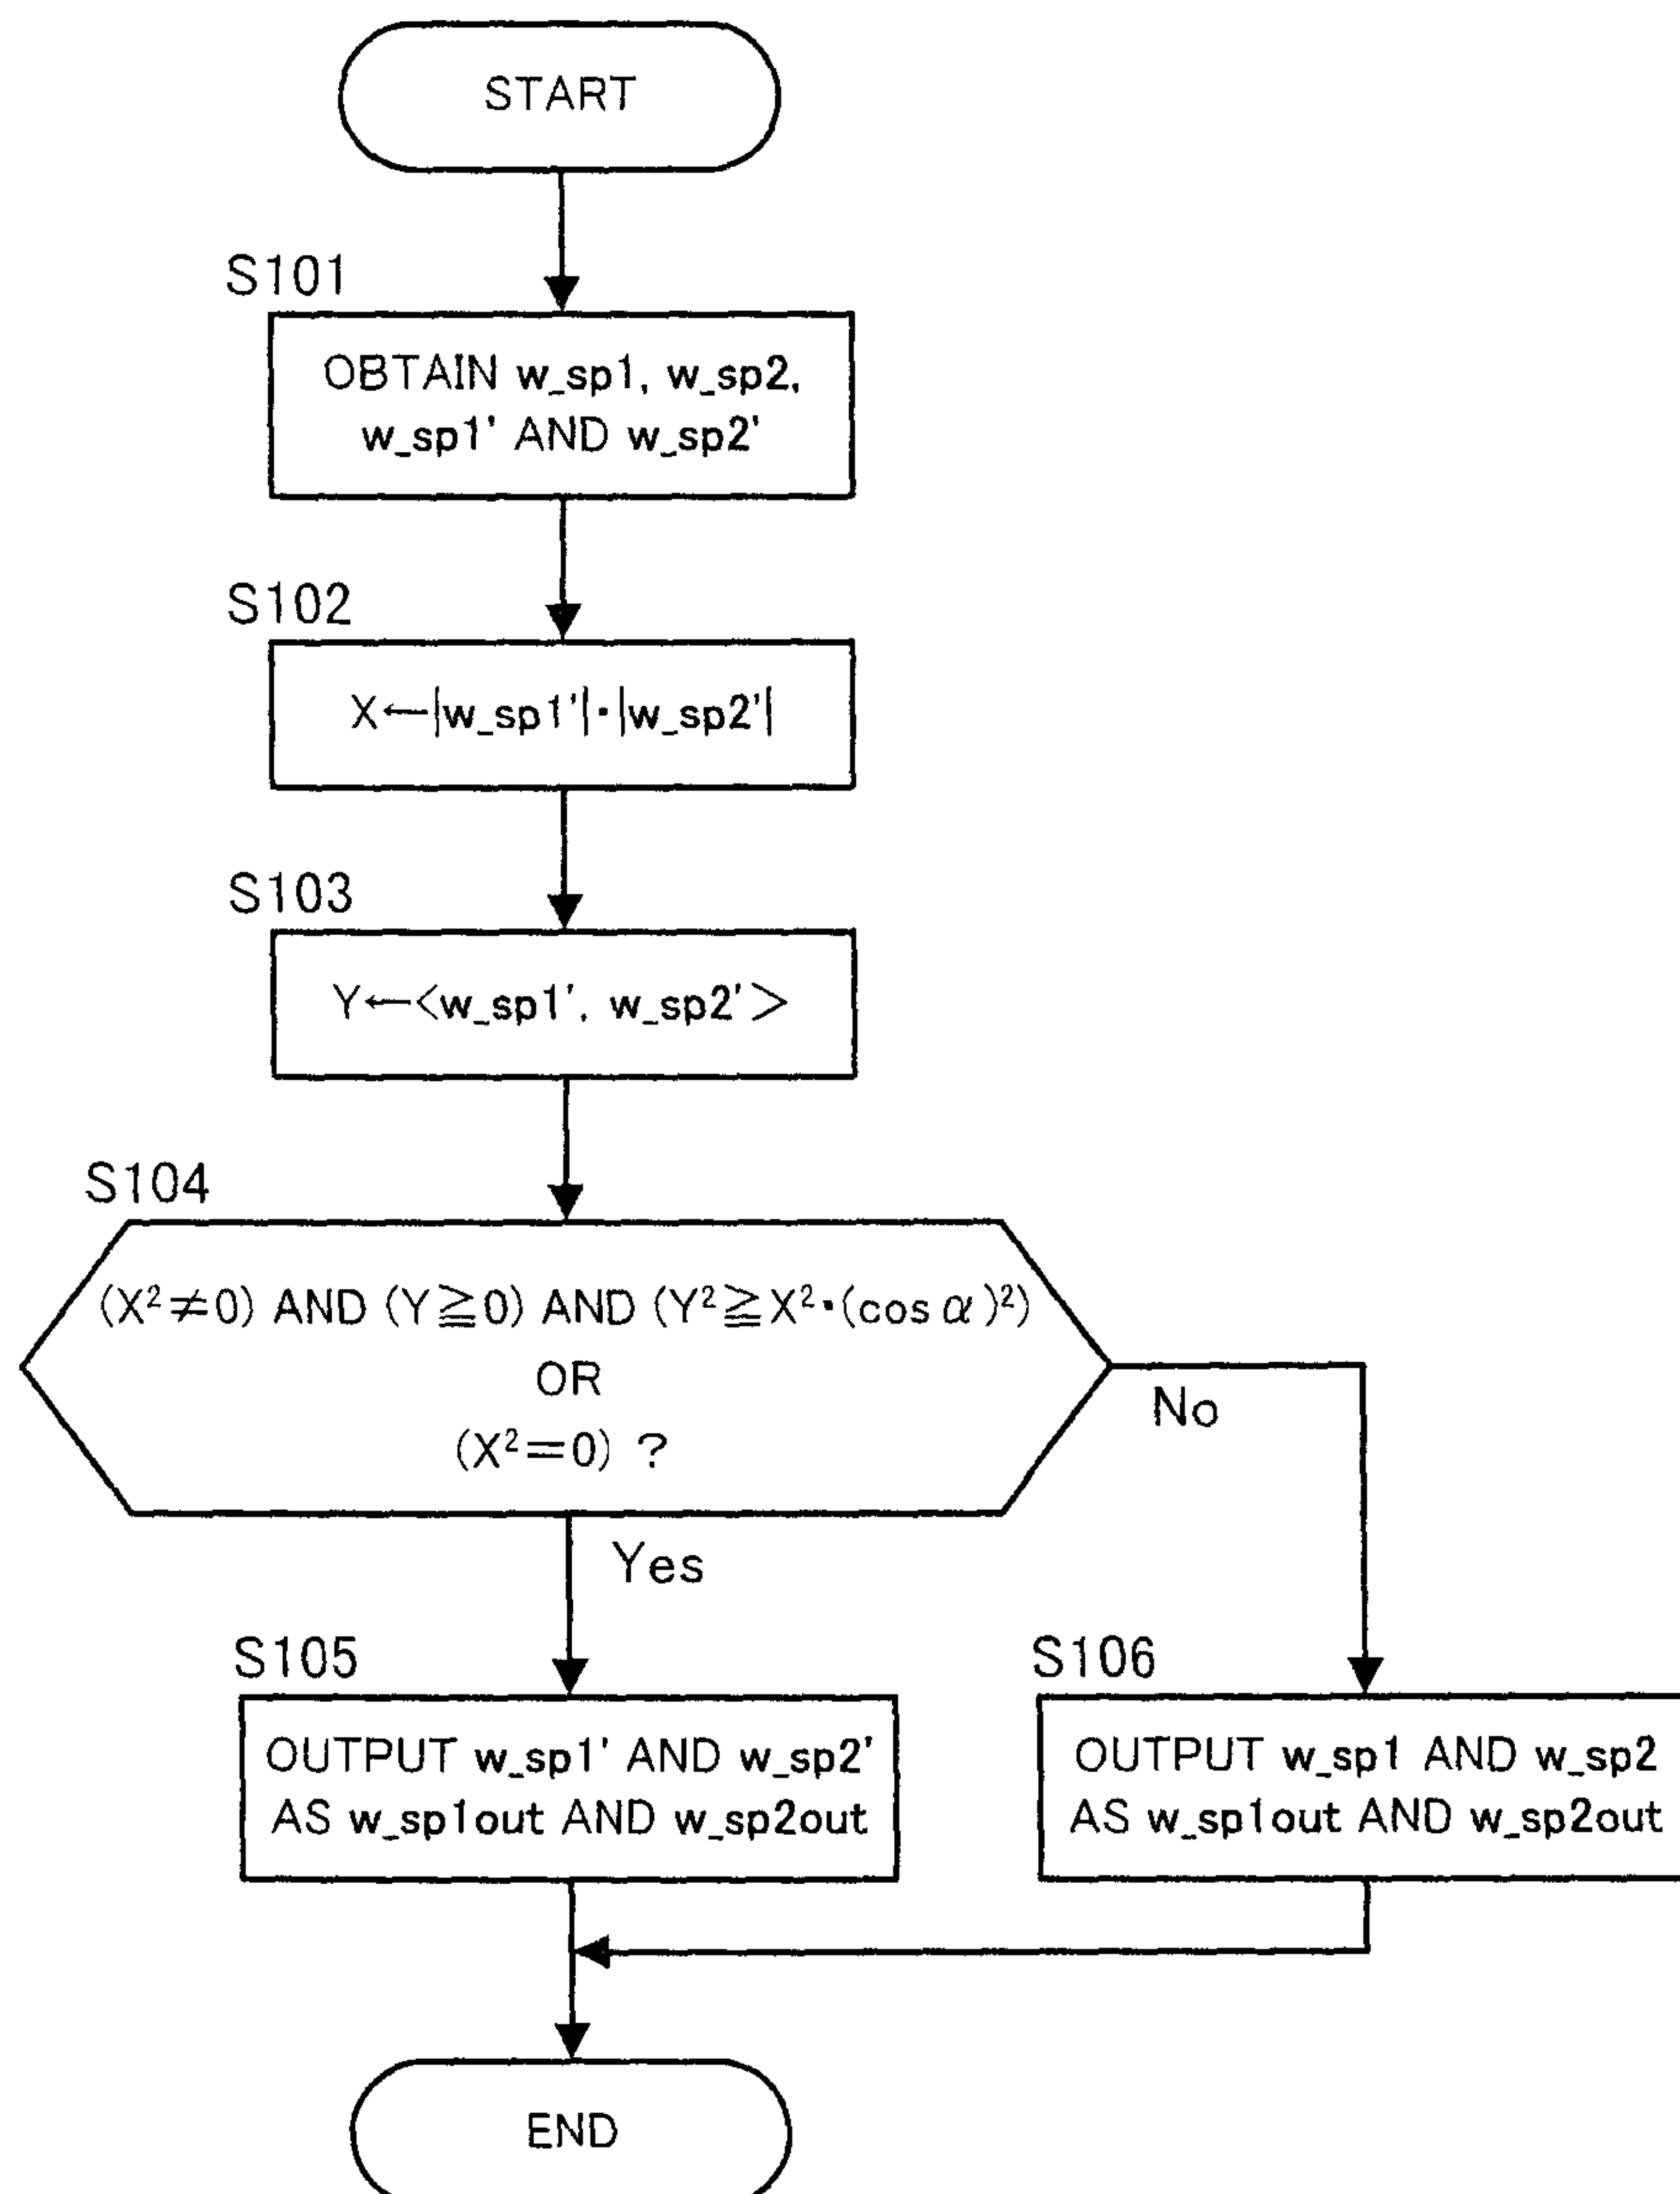 START
S101
OBTAIN w_sp1, w_sp2,
w_sp1' AND w_sp2'
S102
X←|w_sp1'|·|w_sp2'|
S103
Y←<w_sp1', w_sp2'>
S104
(X²≠0) AND (Y≧0) AND (Y²≧X²·(cos α)²)
OR
(X²=0) ?
No
Yes
S105
OUTPUT w_sp1' AND w_sp2'
AS w_sp1out AND w_sp2out
S106
OUTPUT w_sp1 AND w_sp2
AS w_sp1out AND w_sp2out
END